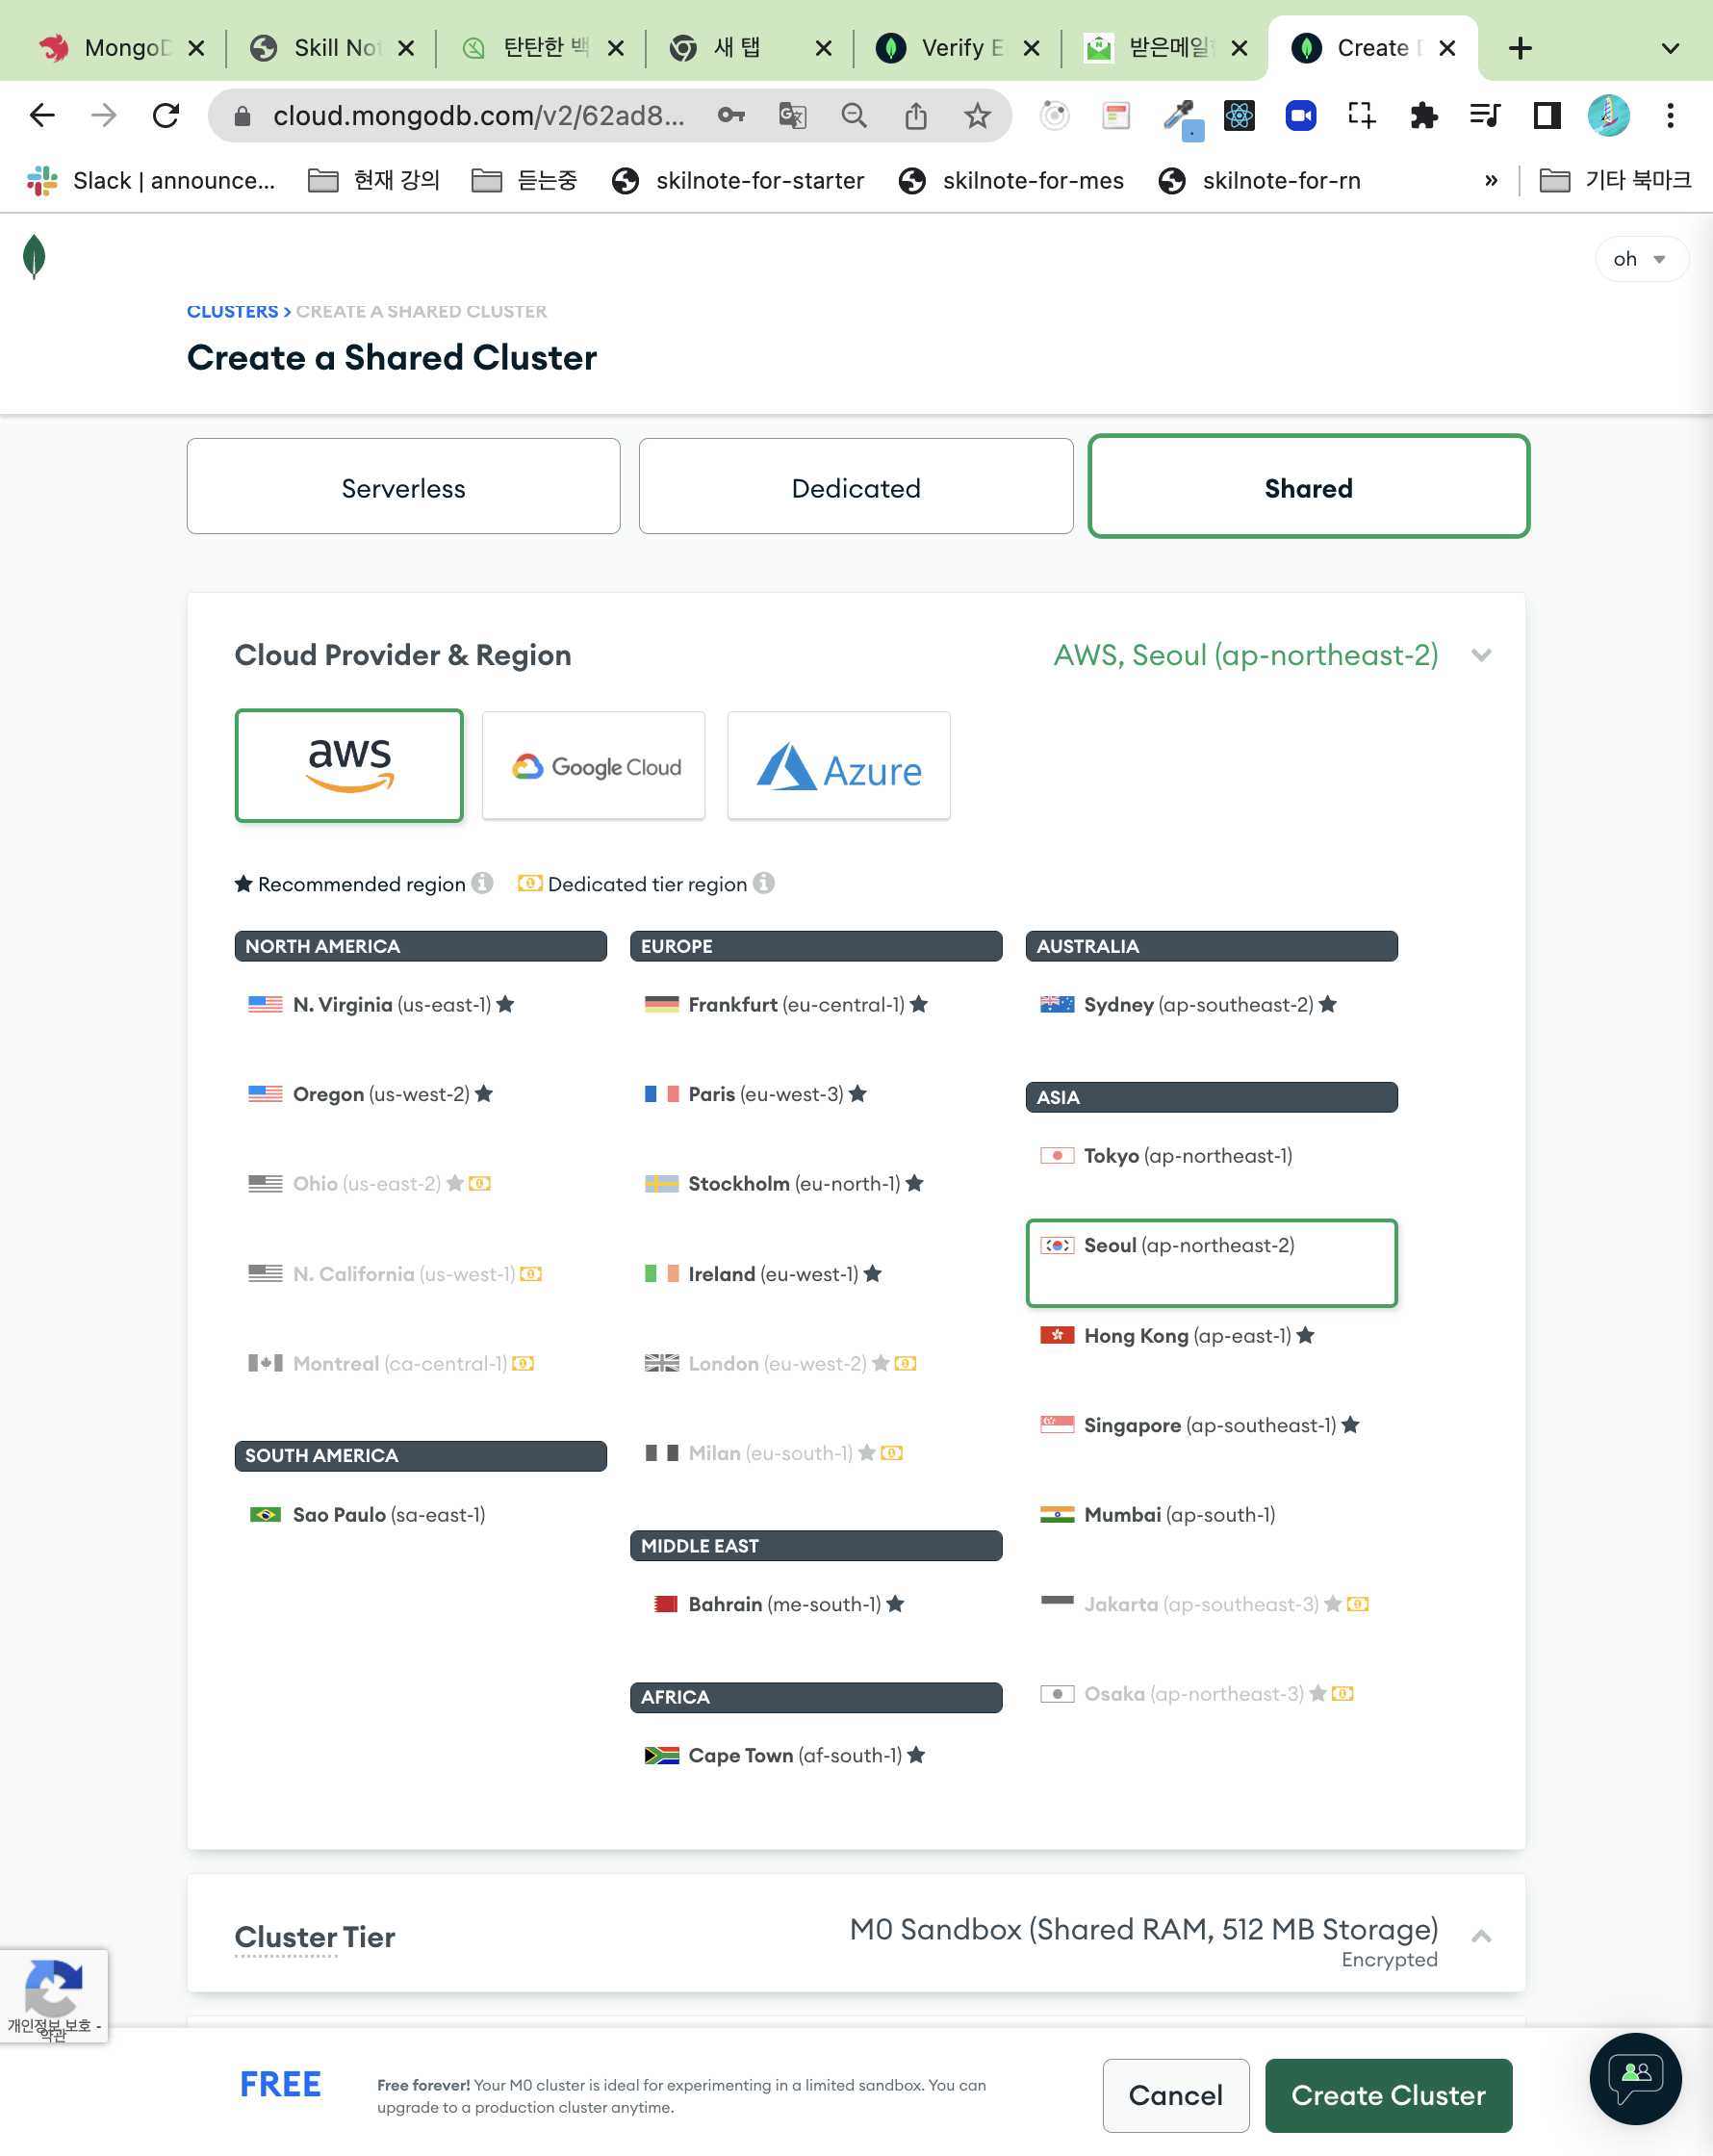 MongoD
Skill Not
탄탄한 백
새 탭
Verify E
받은메일
Create D
cloud.mongodb.com/v2/62ad8...
Slack | announce...
현재 강의
듣는중
skilnote-for-starter
skilnote-for-mes
skilnote-for-rn
»
기타 북마크
oh
CLUSTERS > CREATE A SHARED CLUSTER
Create a Shared Cluster
Serverless
Dedicated
Shared
Cloud Provider & Region
AWS, Seoul (ap-northeast-2)
aws
Google Cloud
Azure
Recommended region
Dedicated tier region
NORTH AMERICA
N. Virginia (us-east-1)
Oregon (us-west-2)
Ohio (us-east-2)
N. California (us-west-1)
Montreal (ca-central-1)
SOUTH AMERICA
Sao Paulo (sa-east-1)
EUROPE
Frankfurt (eu-central-1)
Paris (eu-west-3)
Stockholm (eu-north-1)
Ireland (eu-west-1)
London (eu-west-2)
Milan (eu-south-1)
MIDDLE EAST
Bahrain (me-south-1)
AFRICA
Cape Town (af-south-1)
AUSTRALIA
Sydney (ap-southeast-2)
ASIA
Tokyo (ap-northeast-1)
Seoul (ap-northeast-2)
Hong Kong (ap-east-1)
Singapore (ap-southeast-1)
Mumbai (ap-south-1)
Jakarta (ap-southeast-3)
Osaka (ap-northeast-3)
Cluster Tier
M0 Sandbox (Shared RAM, 512 MB Storage)
Encrypted
개인정보 보호 -
약관
FREE
Free forever! Your M0 cluster is ideal for experimenting in a limited sandbox. You can
upgrade to a production cluster anytime.
Cancel
Create Cluster